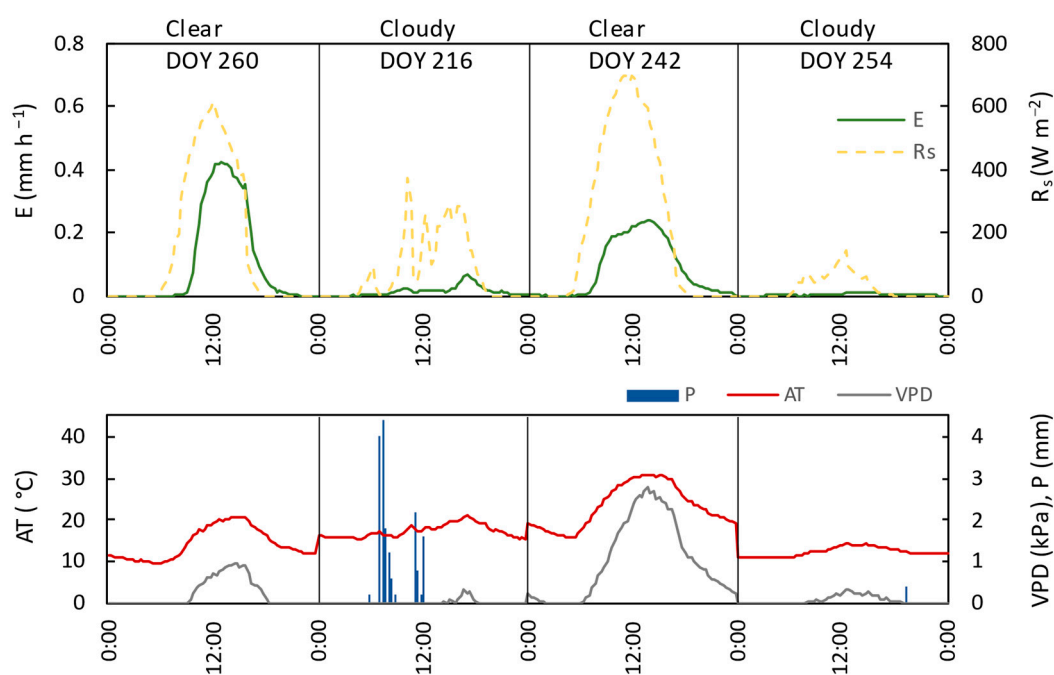 Clear Cloudy Clear Cloudy
DOY 260 DOY 216 DOY 242 DOY 254
E (mm h⁻¹)
0.8
0.6
0.4
0.2
0
E
Rs
800
600
400
200
0
Rₛ (W m⁻²)
0:00 12:00 0:00 12:00 0:00 12:00 0:00 12:00 0:00
P AT VPD
AT (°C)
40
30
20
10
0
4
3
2
1
0
VPD (kPa), P (mm)
0:00 12:00 0:00 12:00 0:00 12:00 0:00 12:00 0:00